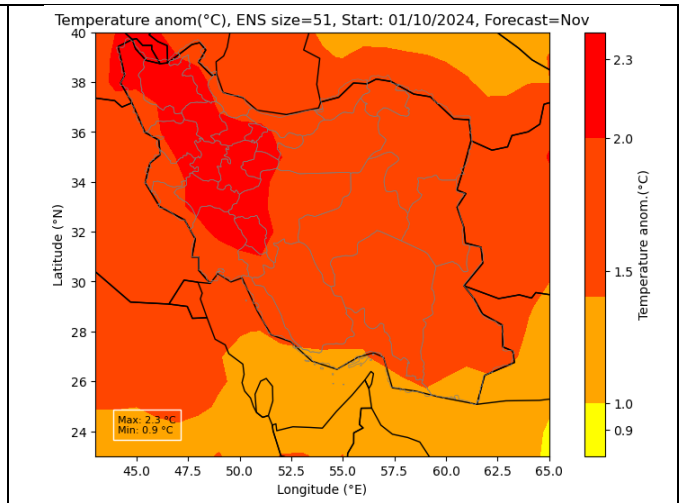 Temperature anom(°C), ENS size=51, Start: 01/10/2024, Forecast=Nov
40
38
36
34
32
30
28
26
24
Latitude (°N)
Max: 2.3 °C
Min: 0.9 °C
45.0 47.5 50.0 52.5 55.0 57.5 60.0 62.5 65.0
Longitude (°E)
2.3
2.0
1.5
1.0
0.9
Temperature anom.(°C)